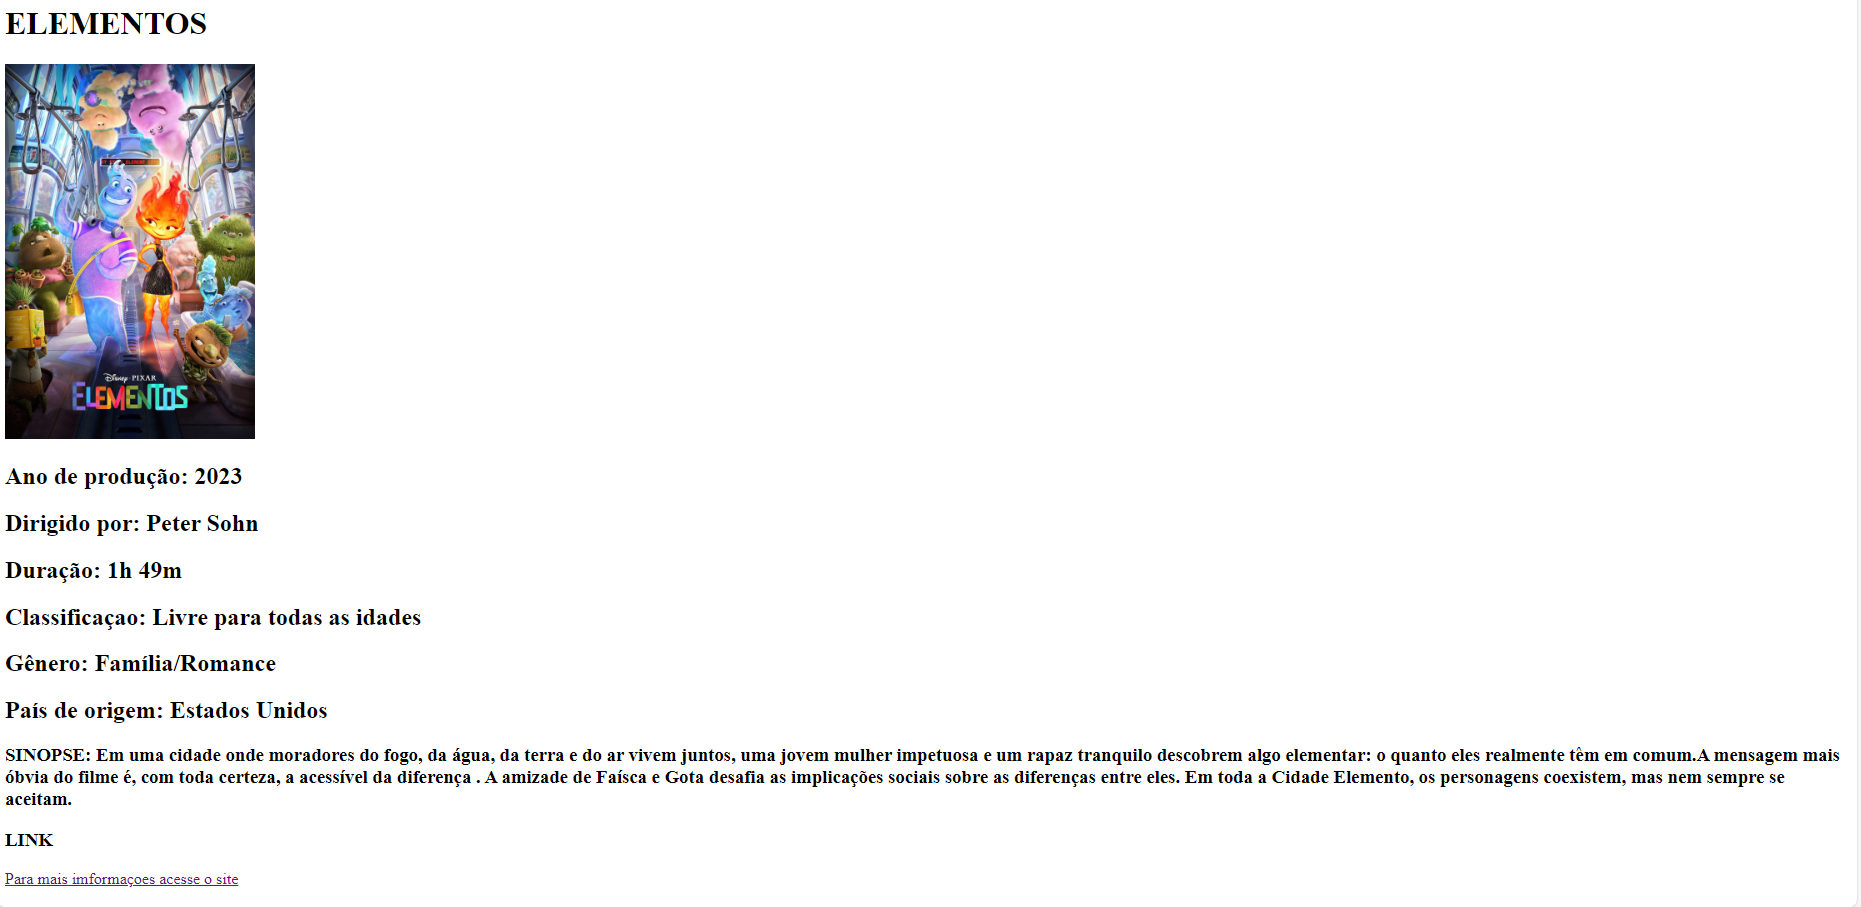 ELEMENTOS
Disney PIXAR
ELEMENTOS
Ano de produção: 2023
Dirigido por: Peter Sohn
Duração: 1h 49m
Classificaçao: Livre para todas as idades
Gênero: Família/Romance
País de origem: Estados Unidos
SINOPSE: Em uma cidade onde moradores do fogo, da água, da terra e do ar vivem juntos, uma jovem mulher impetuosa e um rapaz tranquilo descobrem algo elementar: o quanto eles realmente têm em comum.A mensagem mais
óbvia do filme é, com toda certeza, a acessível da diferença . A amizade de Faísca e Gota desafia as implicações sociais sobre as diferenças entre eles. Em toda a Cidade Elemento, os personagens coexistem, mas nem sempre se
aceitam.
LINK
Para mais imformaçoes acesse o site